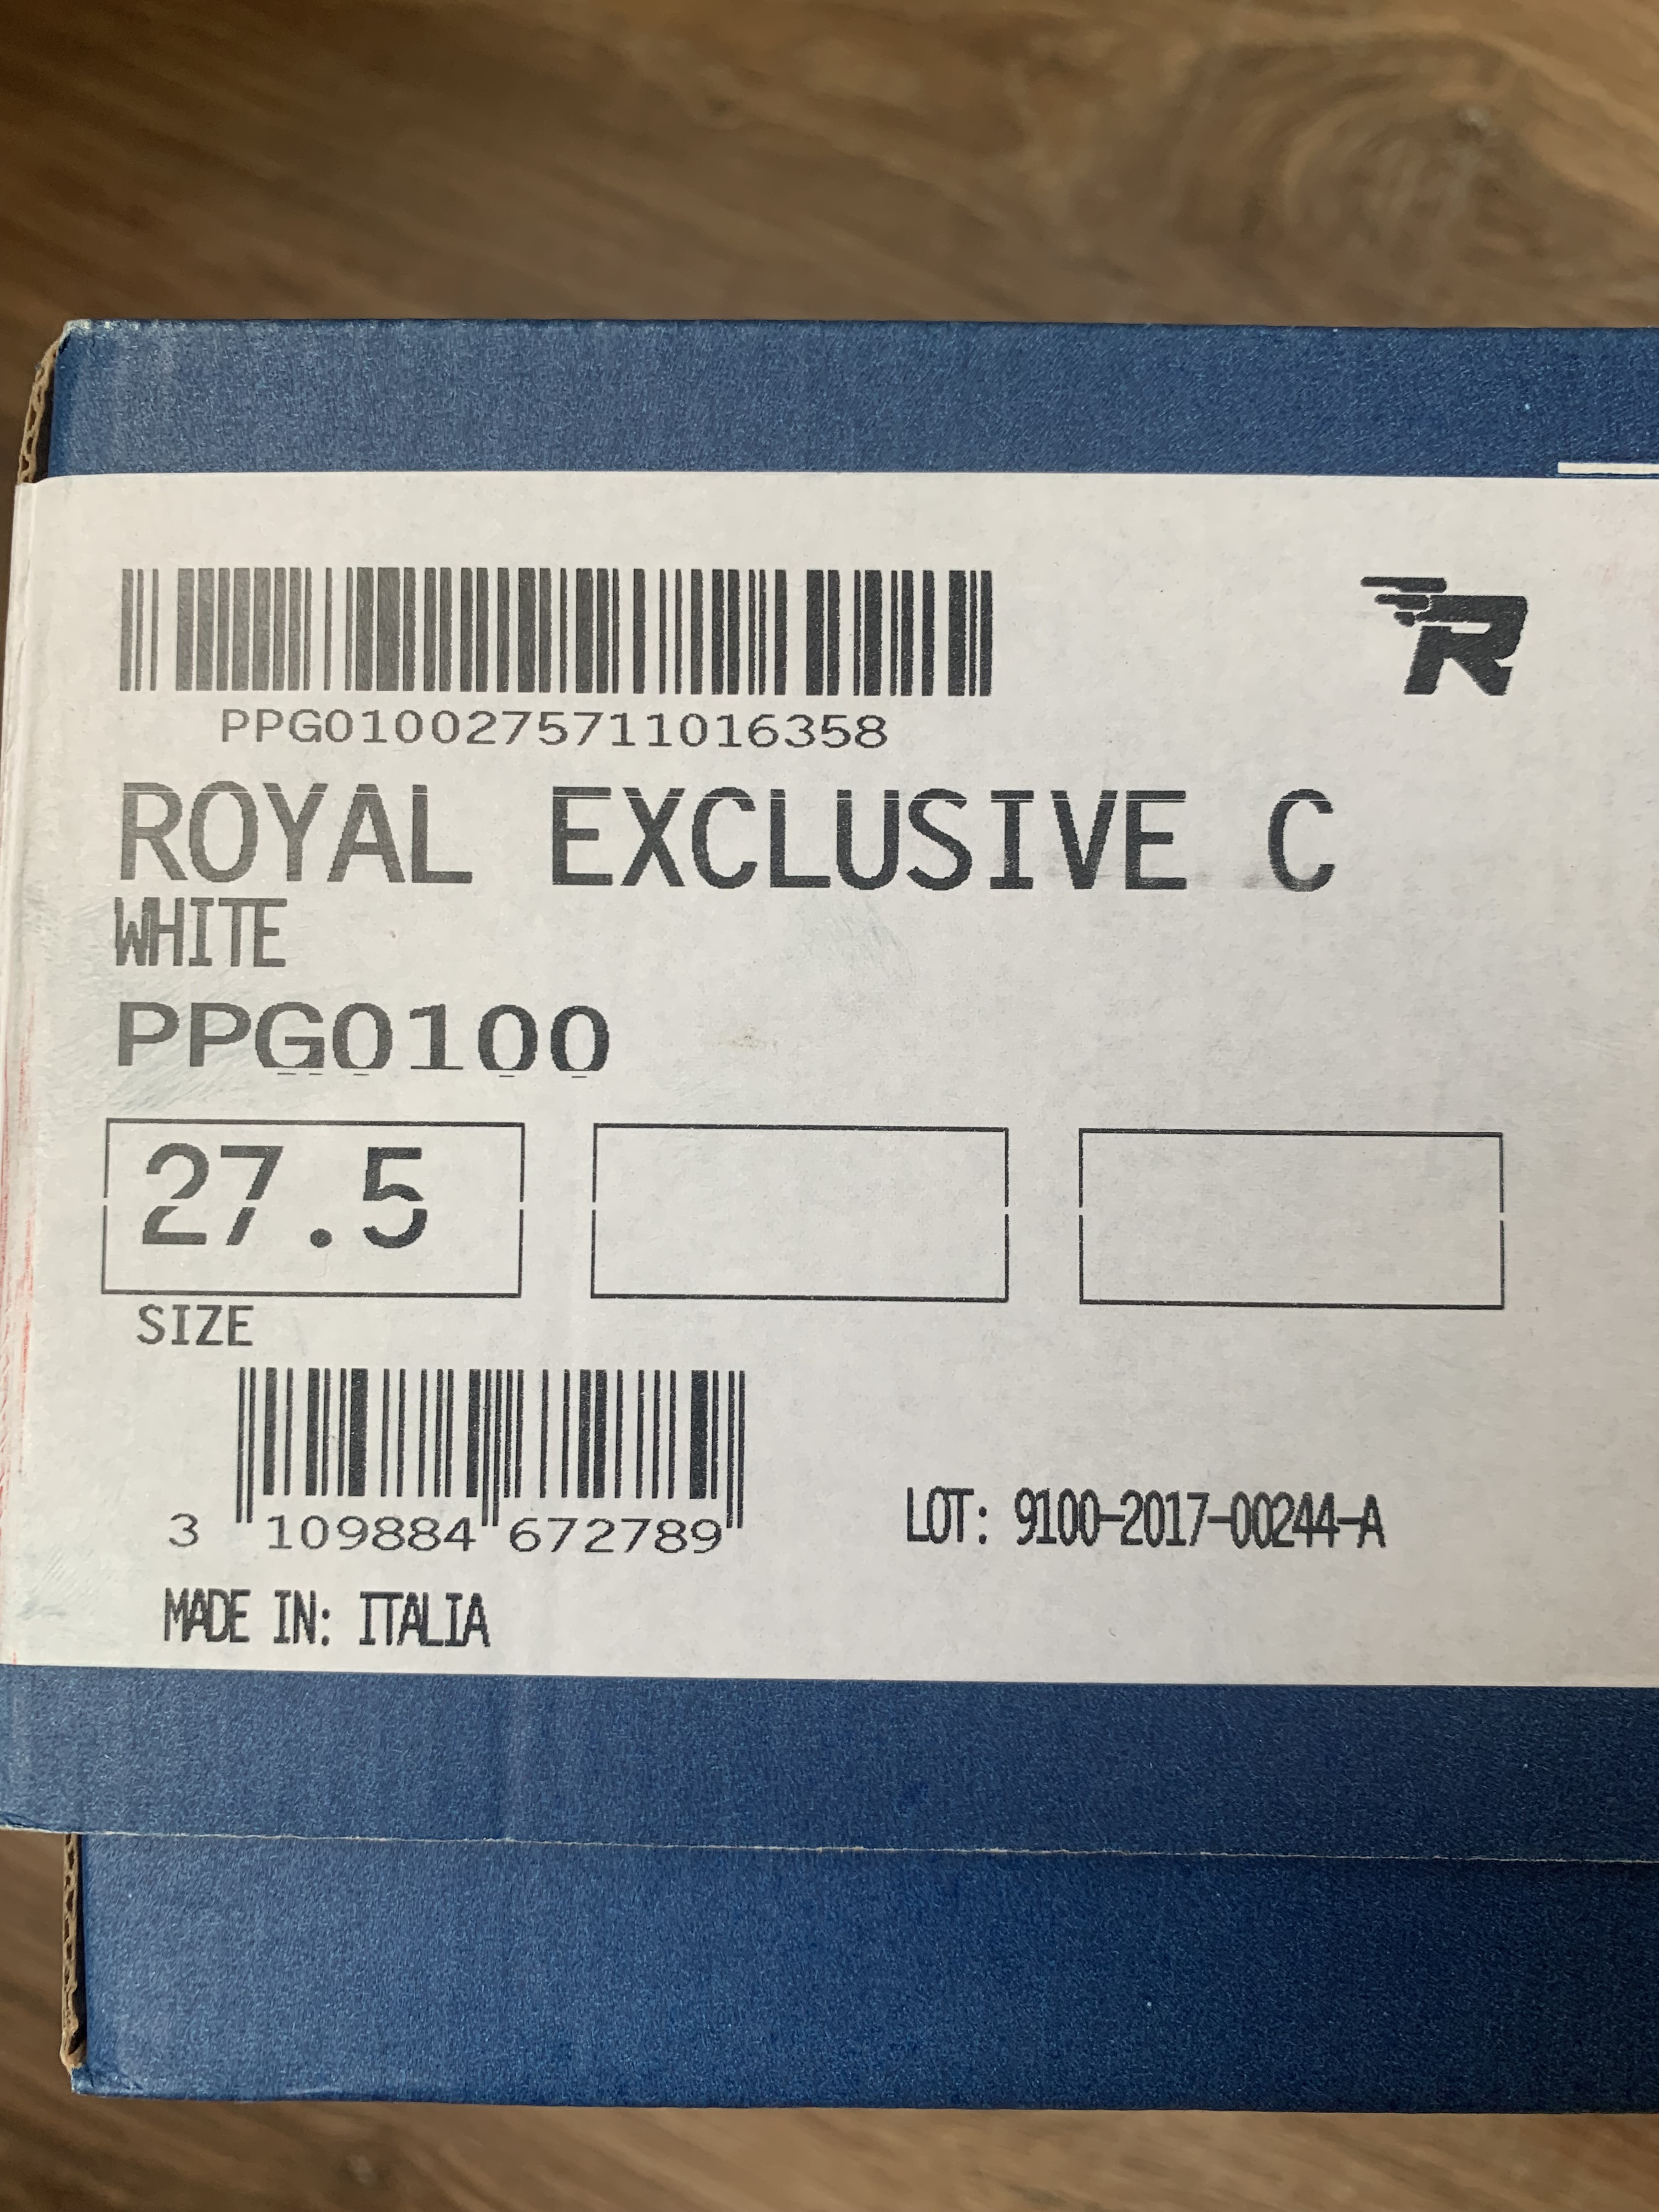 R
PPG0100275711016358
ROYAL EXCLUSIVE C
WHITE
PPG0100
27.5
SIZE
3 109884 672789
LOT: 9100-2017-00244-A
MADE IN: ITALIA